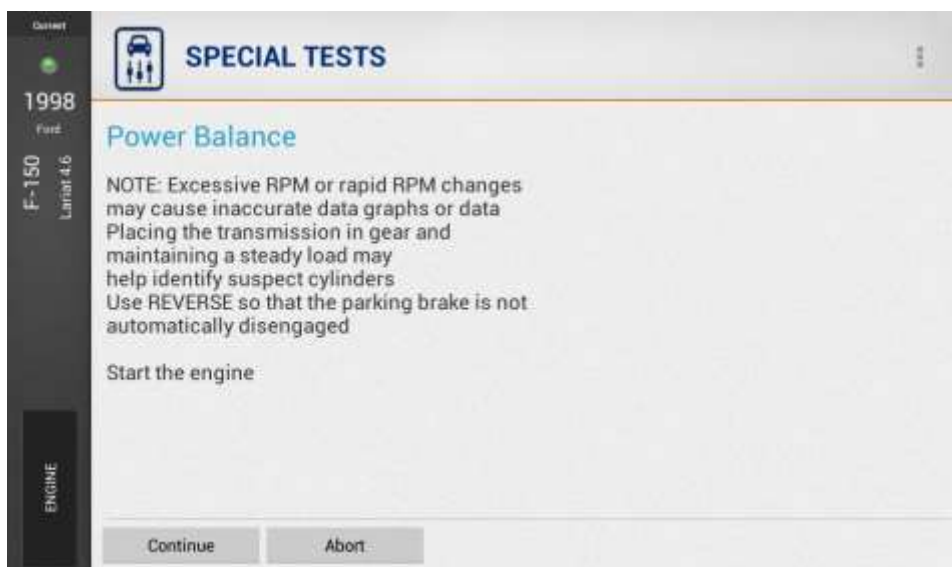 Current
1998
Ford
F-150
Lariat 4.6
ENGINE
SPECIAL TESTS
Power Balance
NOTE: Excessive RPM or rapid RPM changes
may cause inaccurate data graphs or data
Placing the transmission in gear and
maintaining a steady load may
help identify suspect cylinders
Use REVERSE so that the parking brake is not
automatically disengaged
Start the engine
Continue
Abort